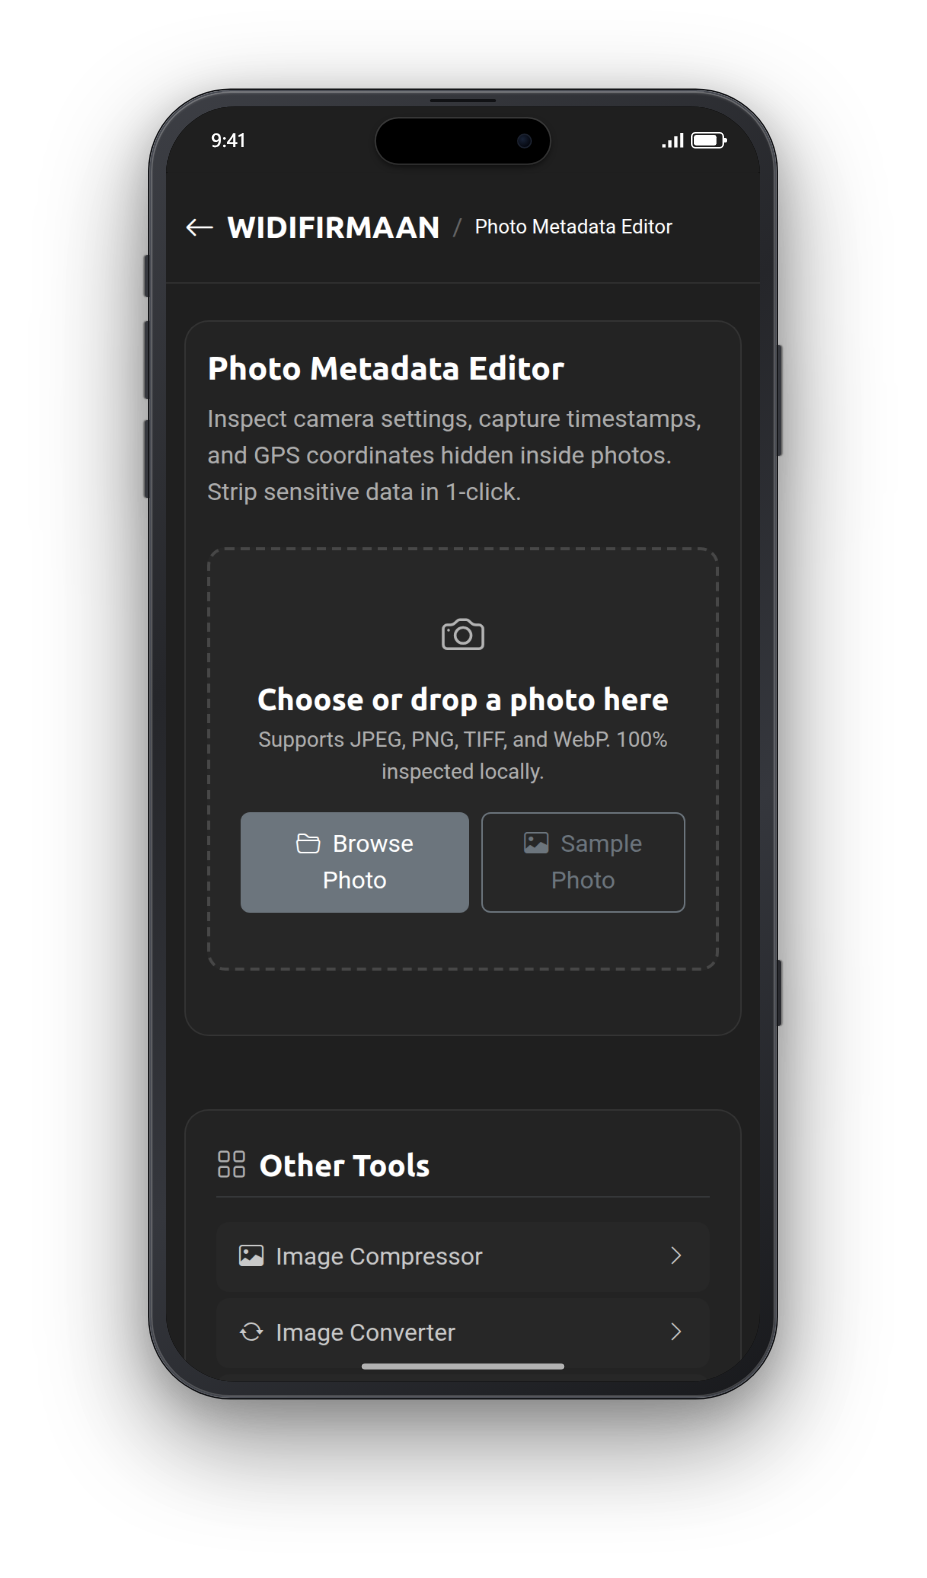 9:41
WIDIFIRMAAN / Photo Metadata Editor
Photo Metadata Editor
Inspect camera settings, capture timestamps,
and GPS coordinates hidden inside photos.
Strip sensitive data in 1-click.
Choose or drop a photo here
Supports JPEG, PNG, TIFF, and WebP. 100%
inspected locally.
Browse
Photo
Sample
Photo
Other Tools
Image Compressor
Image Converter